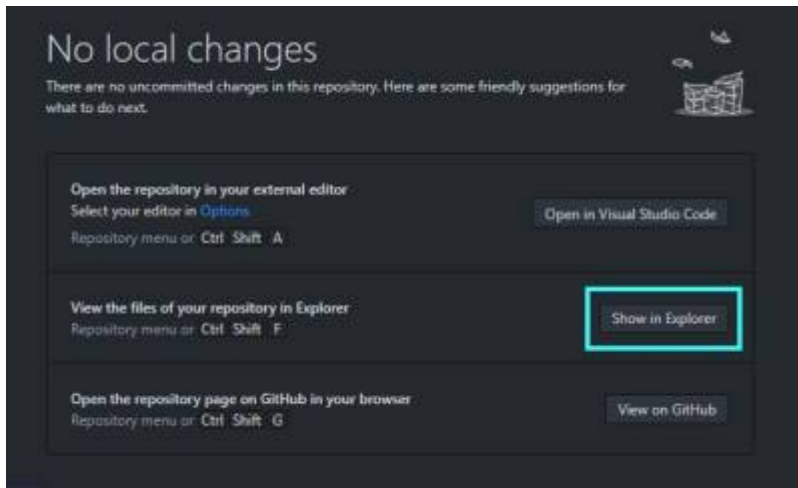 No local changes
There are no uncommitted changes in this repository. Here are some friendly suggestions for
what to do next.
Open the repository in your external editor
Select your editor in Options
Repository menu or Ctrl Shift A
Open in Visual Studio Code
View the files of your repository in Explorer
Repository menu or Ctrl Shift F
Show in Explorer
Open the repository page on GitHub in your browser
Repository menu or Ctrl Shift G
View on GitHub